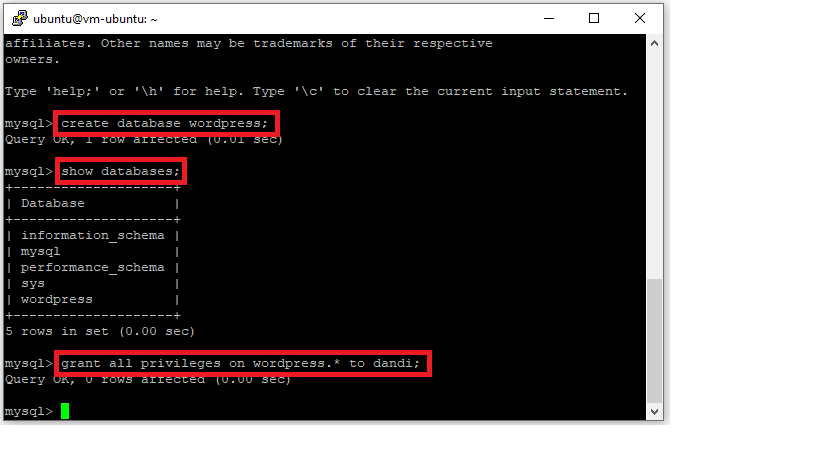 ubuntu@vm-ubuntu: ~
affiliates. Other names may be trademarks of their respective
owners.
Type 'help;' or '\h' for help. Type '\c' to clear the current input statement.
mysql> create database wordpress;
Query OK, 1 row affected (0.01 sec)
mysql> show databases;
+--------------------+
| Database           |
+--------------------+
| information_schema |
| mysql              |
| performance_schema |
| sys                |
| wordpress          |
+--------------------+
5 rows in set (0.00 sec)
mysql> grant all privileges on wordpress.* to dandi;
Query OK, 0 rows affected (0.00 sec)
mysql>